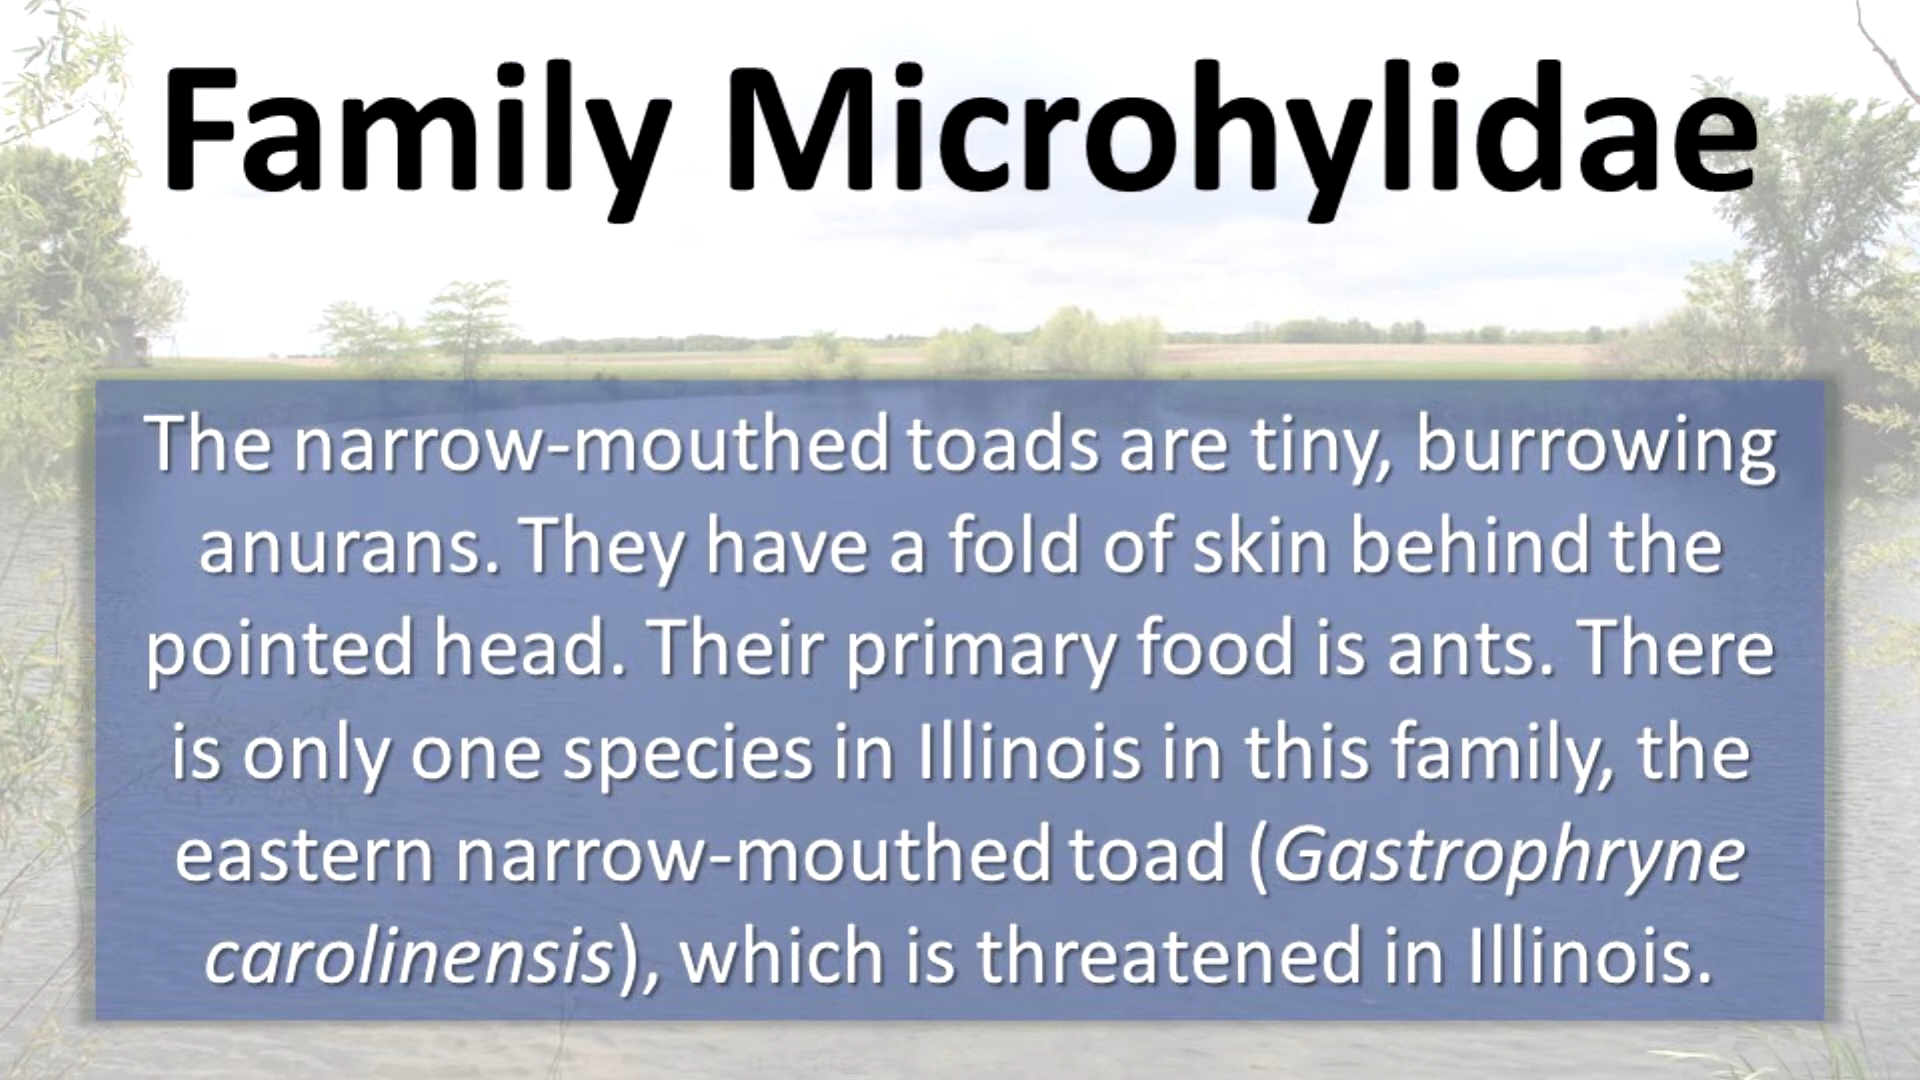 Family Microhylidae
The narrow-mouthed toads are tiny, burrowing
anurans. They have a fold of skin behind the
pointed head. Their primary food is ants. There
is only one species in Illinois in this family, the
eastern narrow-mouthed toad (Gastrophryne
carolinensis), which is threatened in Illinois.